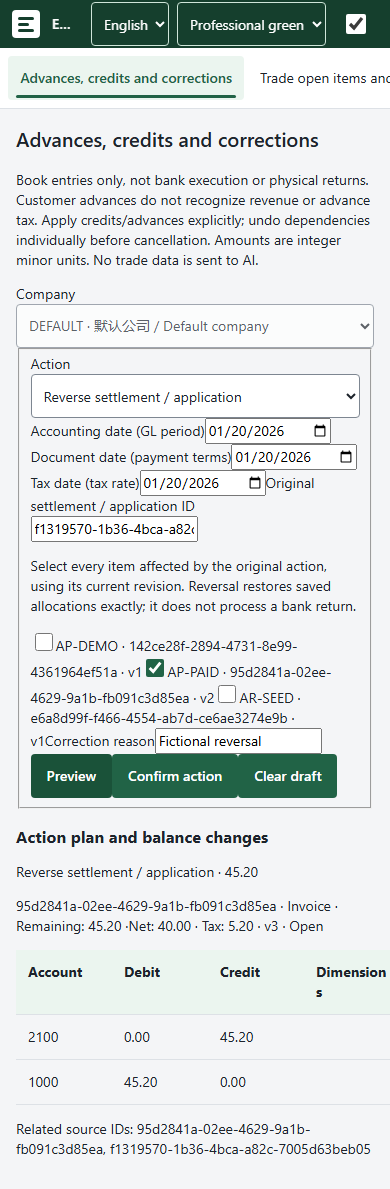 E...
English
Professional green
Advances, credits and corrections
Trade open items and
Advances, credits and corrections
Book entries only, not bank execution or physical returns.
Customer advances do not recognize revenue or advance
tax. Apply credits/advances explicitly; undo dependencies
individually before cancellation. Amounts are integer
minor units. No trade data is sent to AI.
Company
DEFAULT · 默认公司 / Default company
Action
Reverse settlement / application
Accounting date (GL period) 01/20/2026
Document date (payment terms) 01/20/2026
Tax date (tax rate) 01/20/2026 Original
settlement / application ID
f1319570-1b36-4bca-a82c
Select every item affected by the original action,
using its current revision. Reversal restores saved
allocations exactly; it does not process a bank return.
AP-DEMO · 142ce28f-2894-4731-8e99-
4361964ef51a · v1 AP-PAID · 95d2841a-02ee-
4629-9a1b-fb091c3d85ea · v2 AR-SEED ·
e6a8d99f-f466-4554-ab7d-ce6ae3274e9b ·
v1Correction reason Fictional reversal
Preview Confirm action Clear draft
Action plan and balance changes
Reverse settlement / application · 45.20
95d2841a-02ee-4629-9a1b-fb091c3d85ea · Invoice ·
Remaining: 45.20 ·Net: 40.00 · Tax: 5.20 · v3 · Open
Account Debit Credit Dimension
s
2100 0.00 45.20
1000 45.20 0.00
Related source IDs: 95d2841a-02ee-4629-9a1b-
fb091c3d85ea, f1319570-1b36-4bca-a82c-7005d63beb05